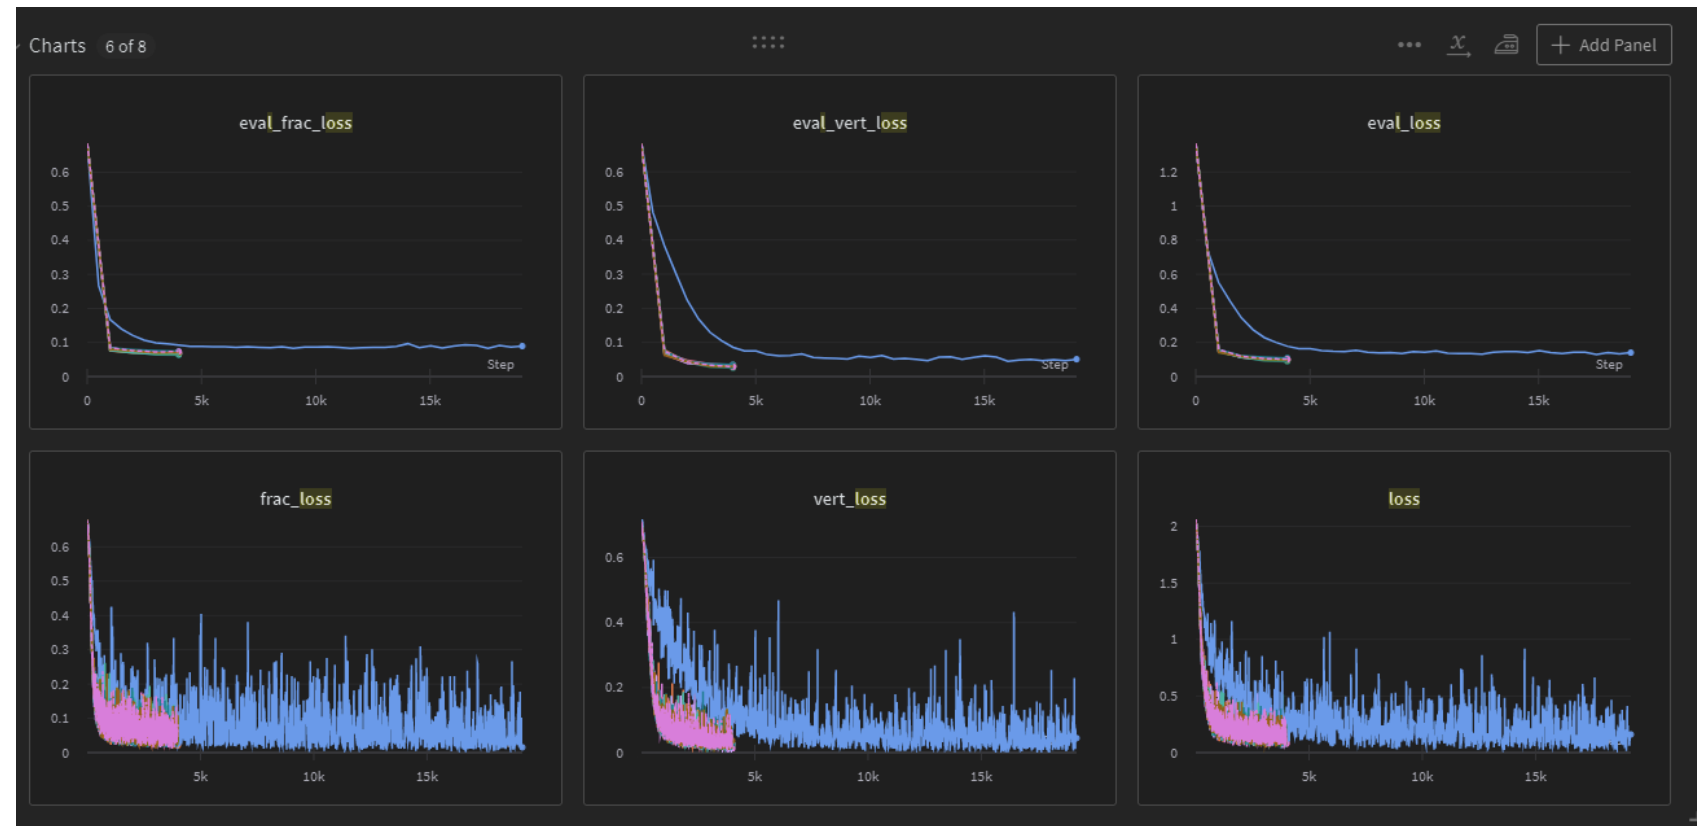 Charts 6 of 8
Add Panel
eval_frac_loss
0.6
0.5
0.4
0.3
0.2
0.1
0
Step
0 5k 10k 15k
eval_vert_loss
0.6
0.5
0.4
0.3
0.2
0.1
0
Step
0 5k 10k 15k
eval_loss
1.2
1
0.8
0.6
0.4
0.2
0
Step
0 5k 10k 15k
frac_loss
0.6
0.5
0.4
0.3
0.2
0.1
0
5k 10k 15k
vert_loss
0.6
0.4
0.2
0
5k 10k 15k
loss
2
1.5
1
0.5
0
5k 10k 15k